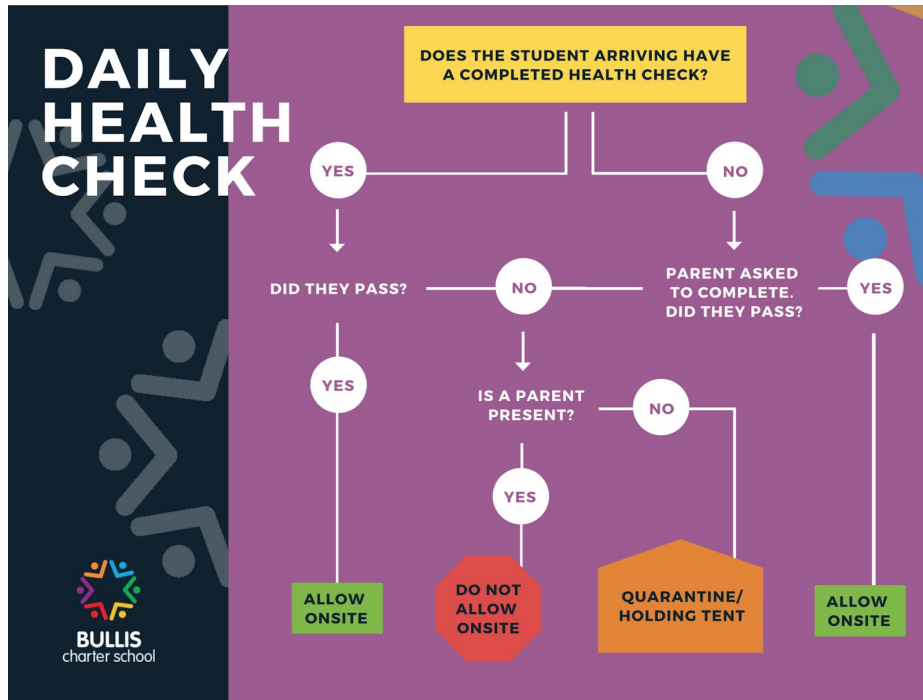 DAILY
HEALTH
CHECK
DOES THE STUDENT ARRIVING HAVE
A COMPLETED HEALTH CHECK?
YES
NO
DID THEY PASS?
NO
PARENT ASKED
TO COMPLETE.
DID THEY PASS?
YES
YES
IS A PARENT
PRESENT?
NO
YES
ALLOW
ONSITE
DO NOT
ALLOW
ONSITE
QUARANTINE/
HOLDING TENT
ALLOW
ONSITE
BULLIS
charter school